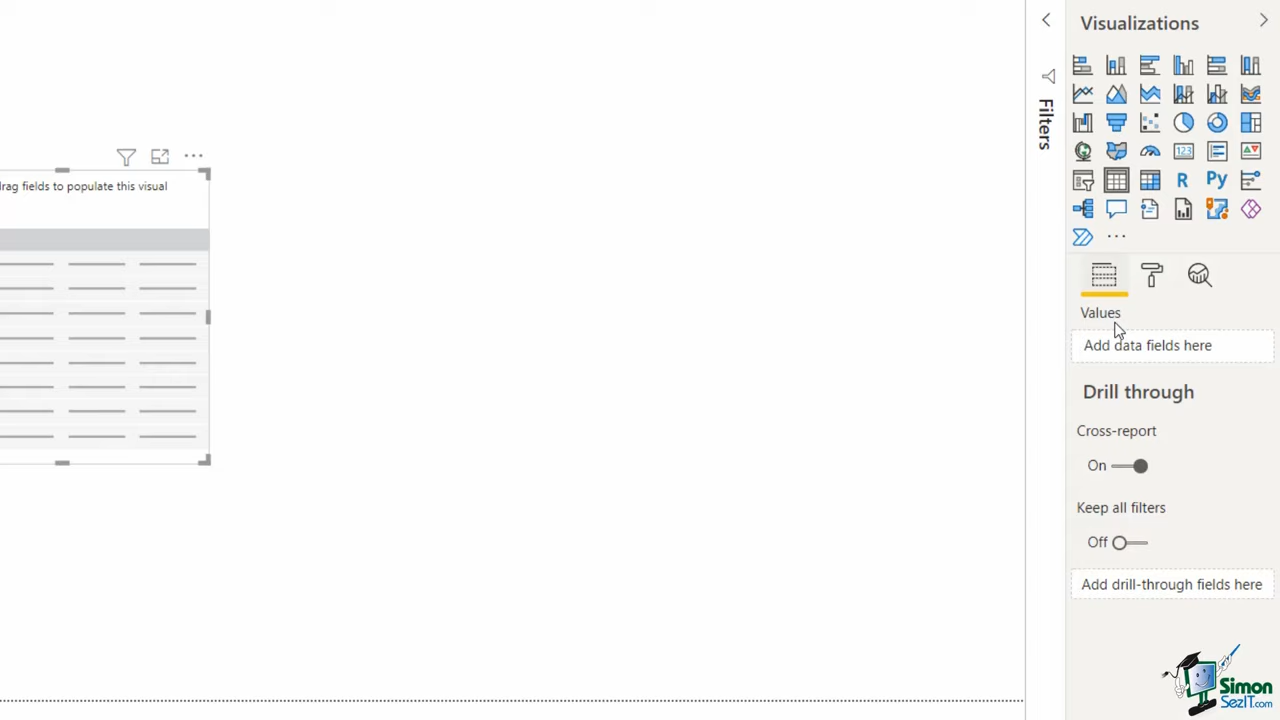 Visualizations
Filters
rag fields to populate this visual
123
R
Py
Values
Add data fields here
Drill through
Cross-report
On
Keep all filters
Off
Add drill-through fields here
Simon
SezIT.com